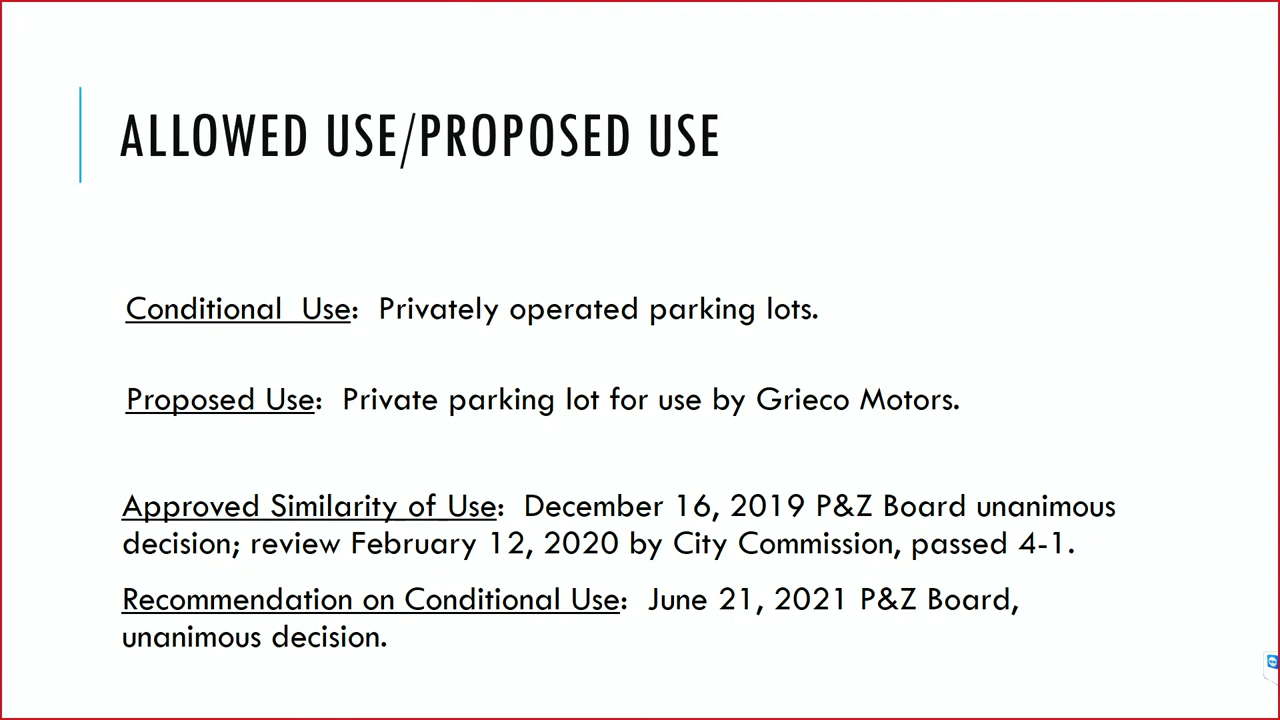 ALLOWED USE/PROPOSED USE
Conditional Use: Privately operated parking lots.
Proposed Use: Private parking lot for use by Grieco Motors.
Approved Similarity of Use: December 16, 2019 P&Z Board unanimous
decision; review February 12, 2020 by City Commission, passed 4-1.
Recommendation on Conditional Use: June 21, 2021 P&Z Board,
unanimous decision.